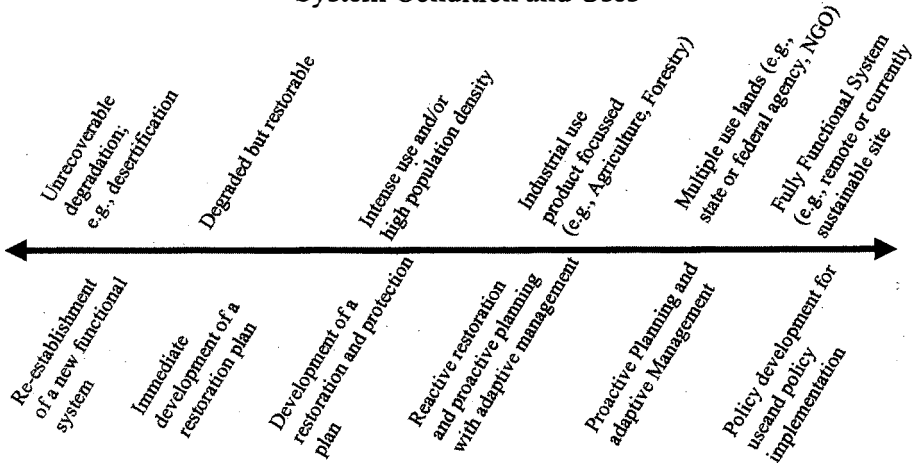 System Condition and Uses
Unrecoverable
degradation;
e.g., desertification
Degraded but restorable
Intense use and/or
high population density
Industrial use
product focussed
(e.g., Agriculture, Forestry)
Multiple use lands (e.g.,
state or federal agency, NGO)
Fully Functional System
(e.g., remote or currently
sustainable site
Re-establishment
of a new functional
system
Immediate
development of a
restoration plan
Development of a
restoration and protection
plan
Reactive restoration
and proactive planning
with adaptive management
Proactive Planning and
adaptive Management
Policy development for
useand policy
implementation